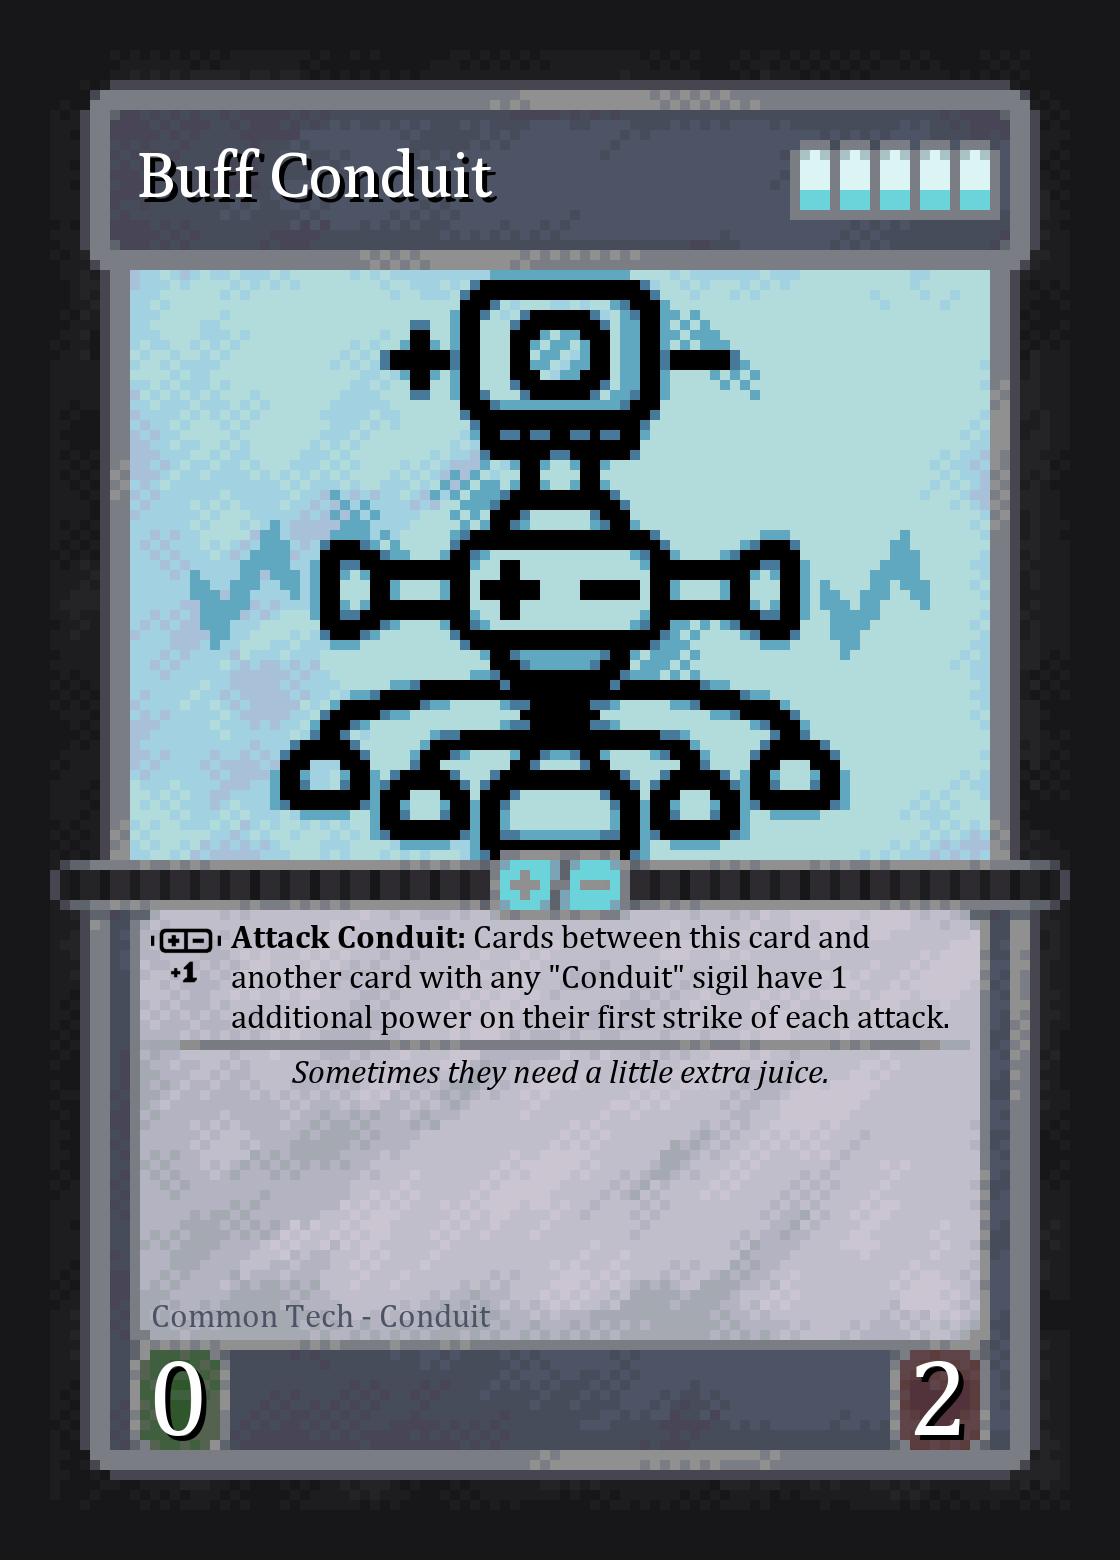 Buff Conduit
+ -
+ -
+ -
+ - Attack Conduit: Cards between this card and
+1 another card with any "Conduit" sigil have 1
additional power on their first strike of each attack.
Sometimes they need a little extra juice.
Common Tech - Conduit
0 2